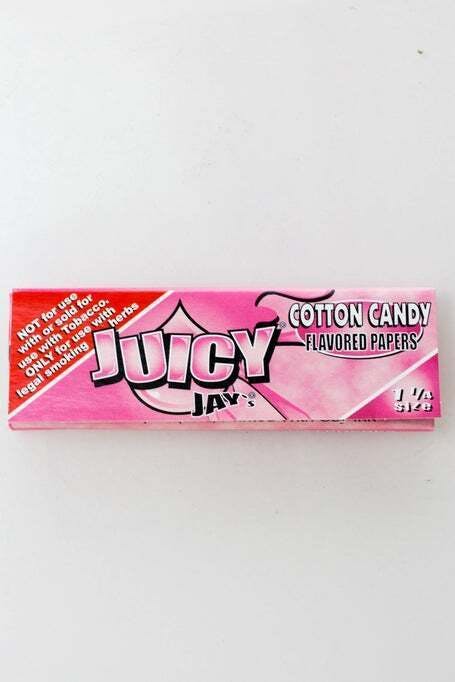 NOT for use
with or sold for
use with Tobacco.
ONLY for use with
legal smoking herbs
JUICY®
JAY's®
COTTON CANDY
FLAVORED PAPERS
1 1/4
size